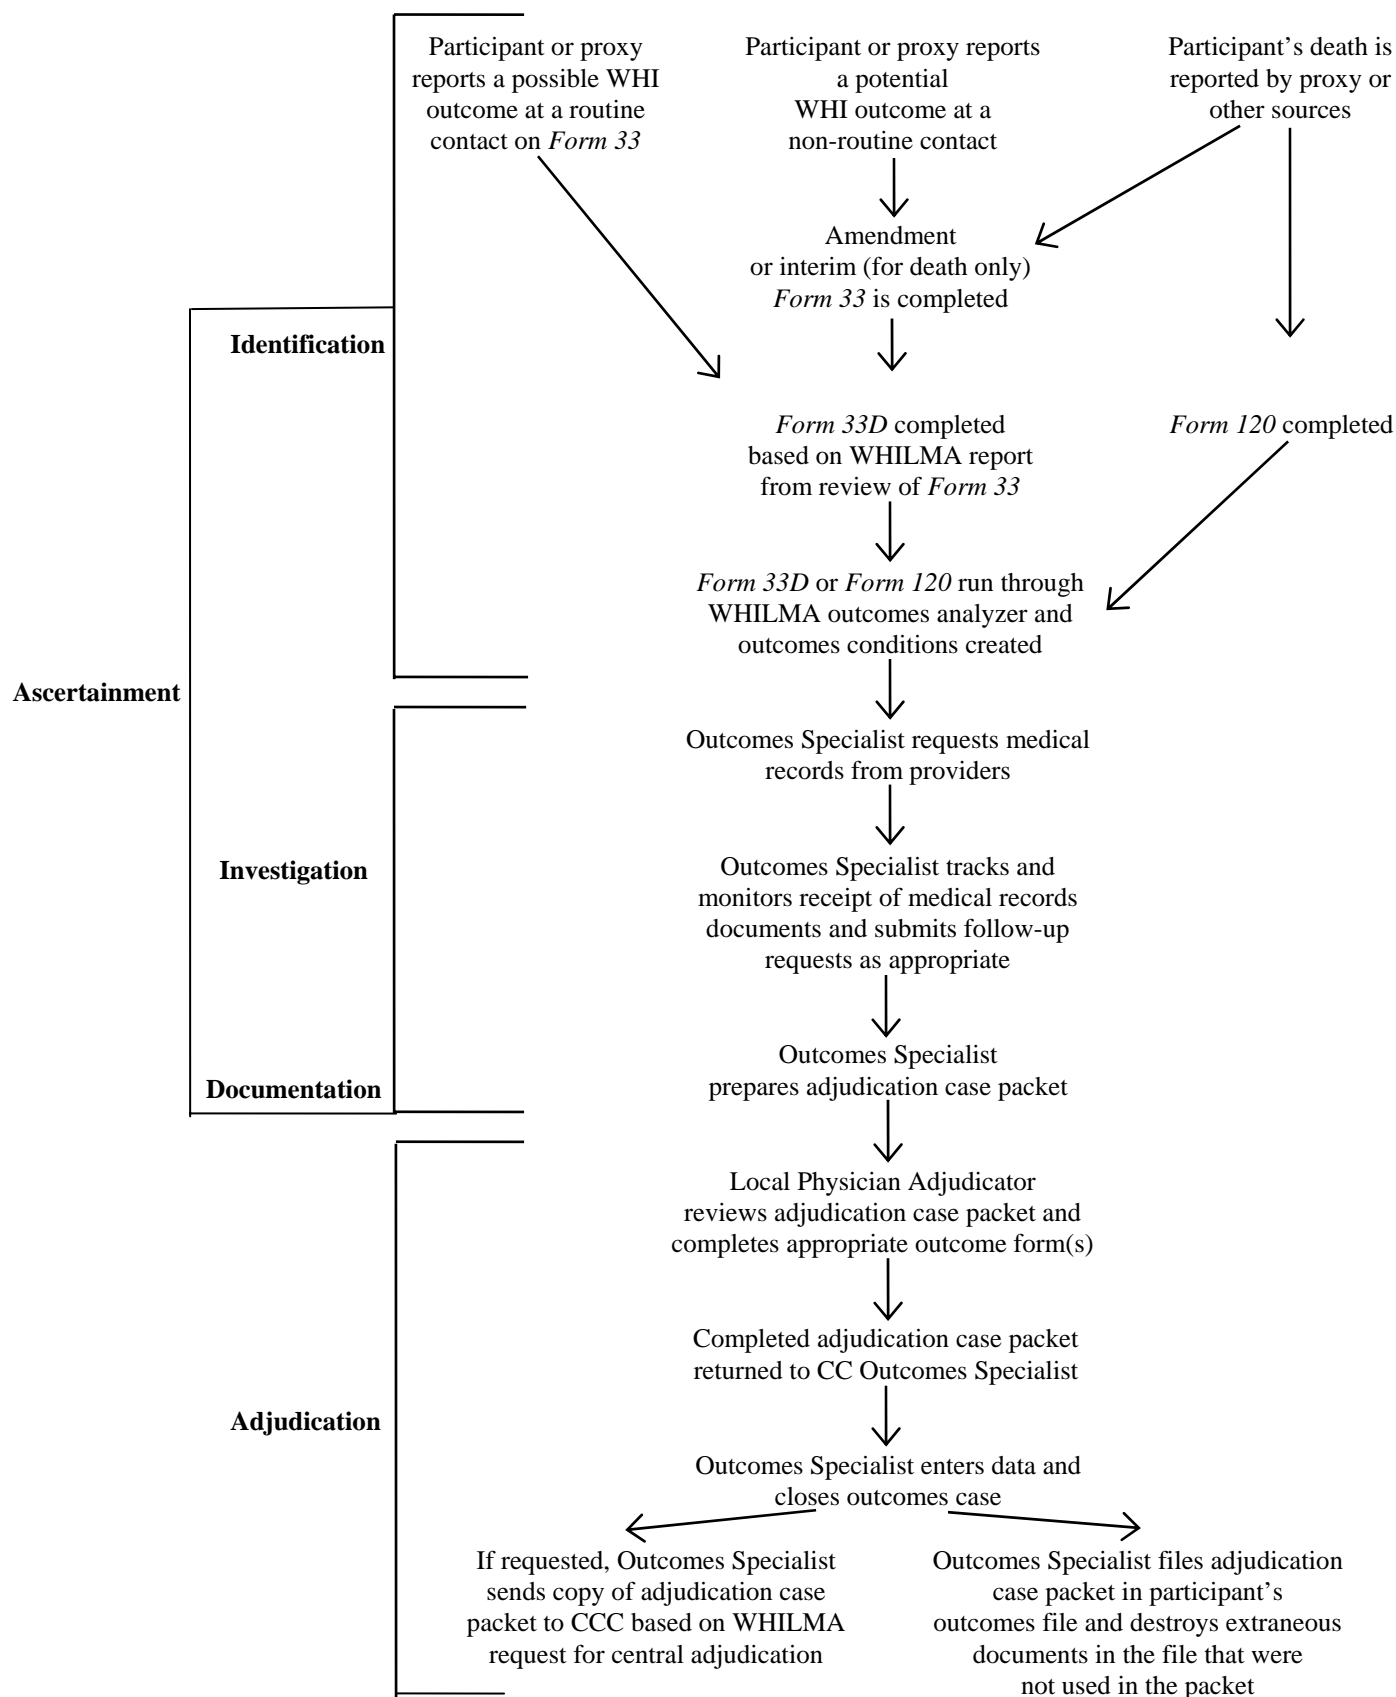 Participant or proxy
reports a possible WHI
outcome at a routine
contact on Form 33
Participant or proxy reports
a potential
WHI outcome at a
non-routine contact
Participant’s death is
reported by proxy or
other sources
Amendment
or interim (for death only)
Form 33 is completed
Identification
Form 33D completed
based on WHILMA report
from review of Form 33
Form 120 completed
Form 33D or Form 120 run through
WHILMA outcomes analyzer and
outcomes conditions created
Ascertainment
Outcomes Specialist requests medical
records from providers
Investigation
Outcomes Specialist tracks and
monitors receipt of medical records
documents and submits follow-up
requests as appropriate
Outcomes Specialist
prepares adjudication case packet
Documentation
Local Physician Adjudicator
reviews adjudication case packet and
completes appropriate outcome form(s)
Completed adjudication case packet
returned to CC Outcomes Specialist
Adjudication
Outcomes Specialist enters data and
closes outcomes case
If requested, Outcomes Specialist
sends copy of adjudication case
packet to CCC based on WHILMA
request for central adjudication
Outcomes Specialist files adjudication
case packet in participant’s
outcomes file and destroys extraneous
documents in the file that were
not used in the packet